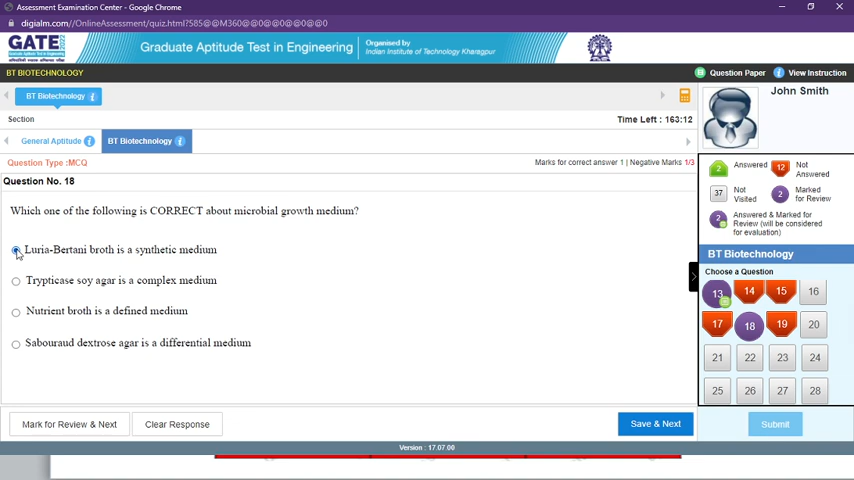 Assessment Examination Center - Google Chrome
digialm.com//OnlineAssessment/quiz.html?585@@M360@@0@@0@@0@@0
GATE
Graduate Aptitude Test in Engineering
Organised by
Indian Institute of Technology Kharagpur
BT BIOTECHNOLOGY
Question Paper
View Instruction
BT Biotechnology
John Smith
Section
Time Left : 163:12
General Aptitude
BT Biotechnology
Question Type :MCQ
Marks for correct answer 1 | Negative Marks 1/3
Question No. 18
Which one of the following is CORRECT about microbial growth medium?
Luria-Bertani broth is a synthetic medium
Trypticase soy agar is a complex medium
Nutrient broth is a defined medium
Sabouraud dextrose agar is a differential medium
2 Answered
12 Not Answered
37 Not Visited
2 Marked for Review
2 Answered & Marked for Review (will be considered for evaluation)
BT Biotechnology
Choose a Question
13 14 15 16
17 18 19 20
21 22 23 24
25 26 27 28
Mark for Review & Next
Clear Response
Save & Next
Submit
Version : 17.07.00